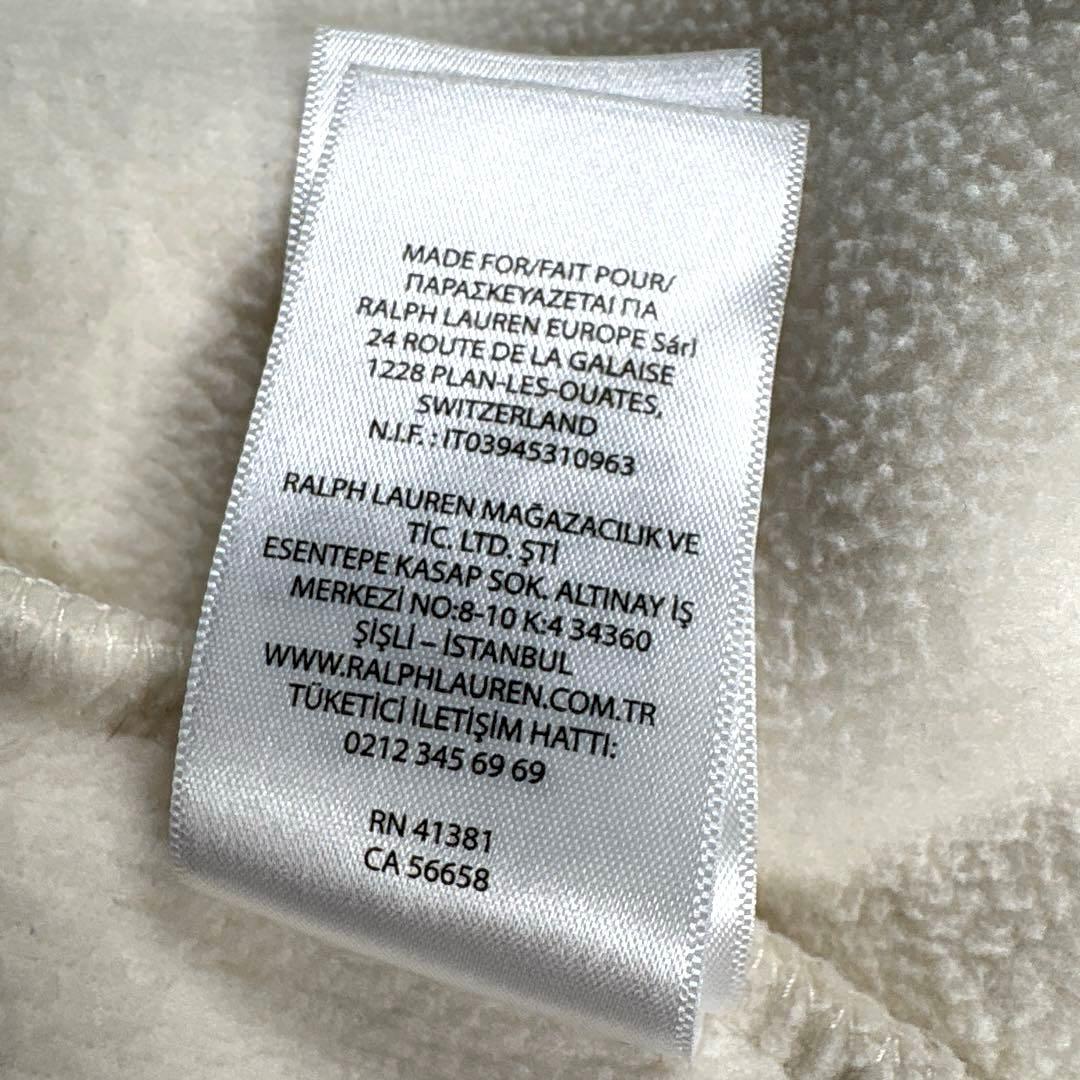 MADE FOR/FAIT POUR/
ΠΑΡΑΣΚΕΥΑΖΕΤΑΙ ΓΙΑ
RALPH LAUREN EUROPE Sárl
24 ROUTE DE LA GALAISE
1228 PLAN-LES-OUATES,
SWITZERLAND
N.I.F. : IT03945310963
RALPH LAUREN MAĞAZACILIK VE
TİC. LTD. ŞTİ
ESENTEPE KASAP SOK. ALTINAY İŞ
MERKEZİ NO:8-10 K:4 34360
ŞİŞLİ – İSTANBUL
WWW.RALPHLAUREN.COM.TR
TÜKETİCİ İLETİŞİM HATTI:
0212 345 69 69
RN 41381
CA 56658